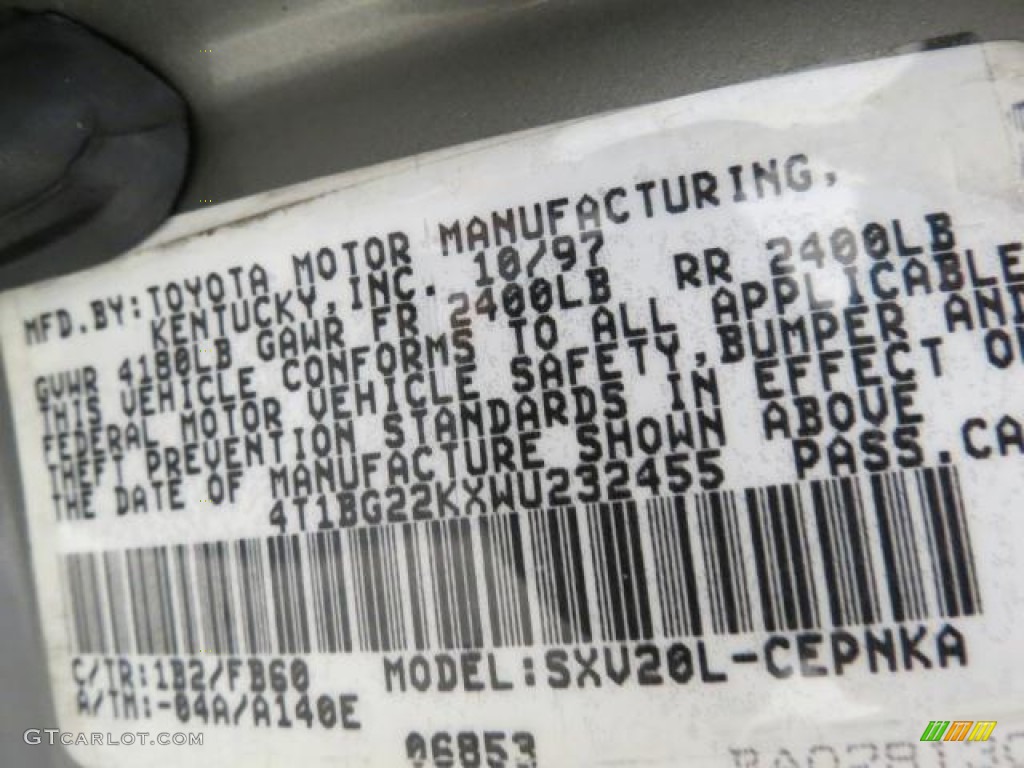 MFD.BY:TOYOTA MOTOR MANUFACTURING,
KENTUCKY,INC. 10/97
GVWR 4180LB GAWR FR 2400LB RR 2400LB
THIS VEHICLE CONFORMS TO ALL APPLICABLE
FEDERAL MOTOR VEHICLE SAFETY,BUMPER AND
THEFT PREVENTION STANDARDS IN EFFECT ON
THE DATE OF MANUFACTURE SHOWN ABOVE
4T1BG22KXWU232455 PASS.CA
C/TR:1B2/FB60 MODEL:SXV20L-CEPNKA
A/TM:-04A/A140E
06853
GTCARLOT.COM